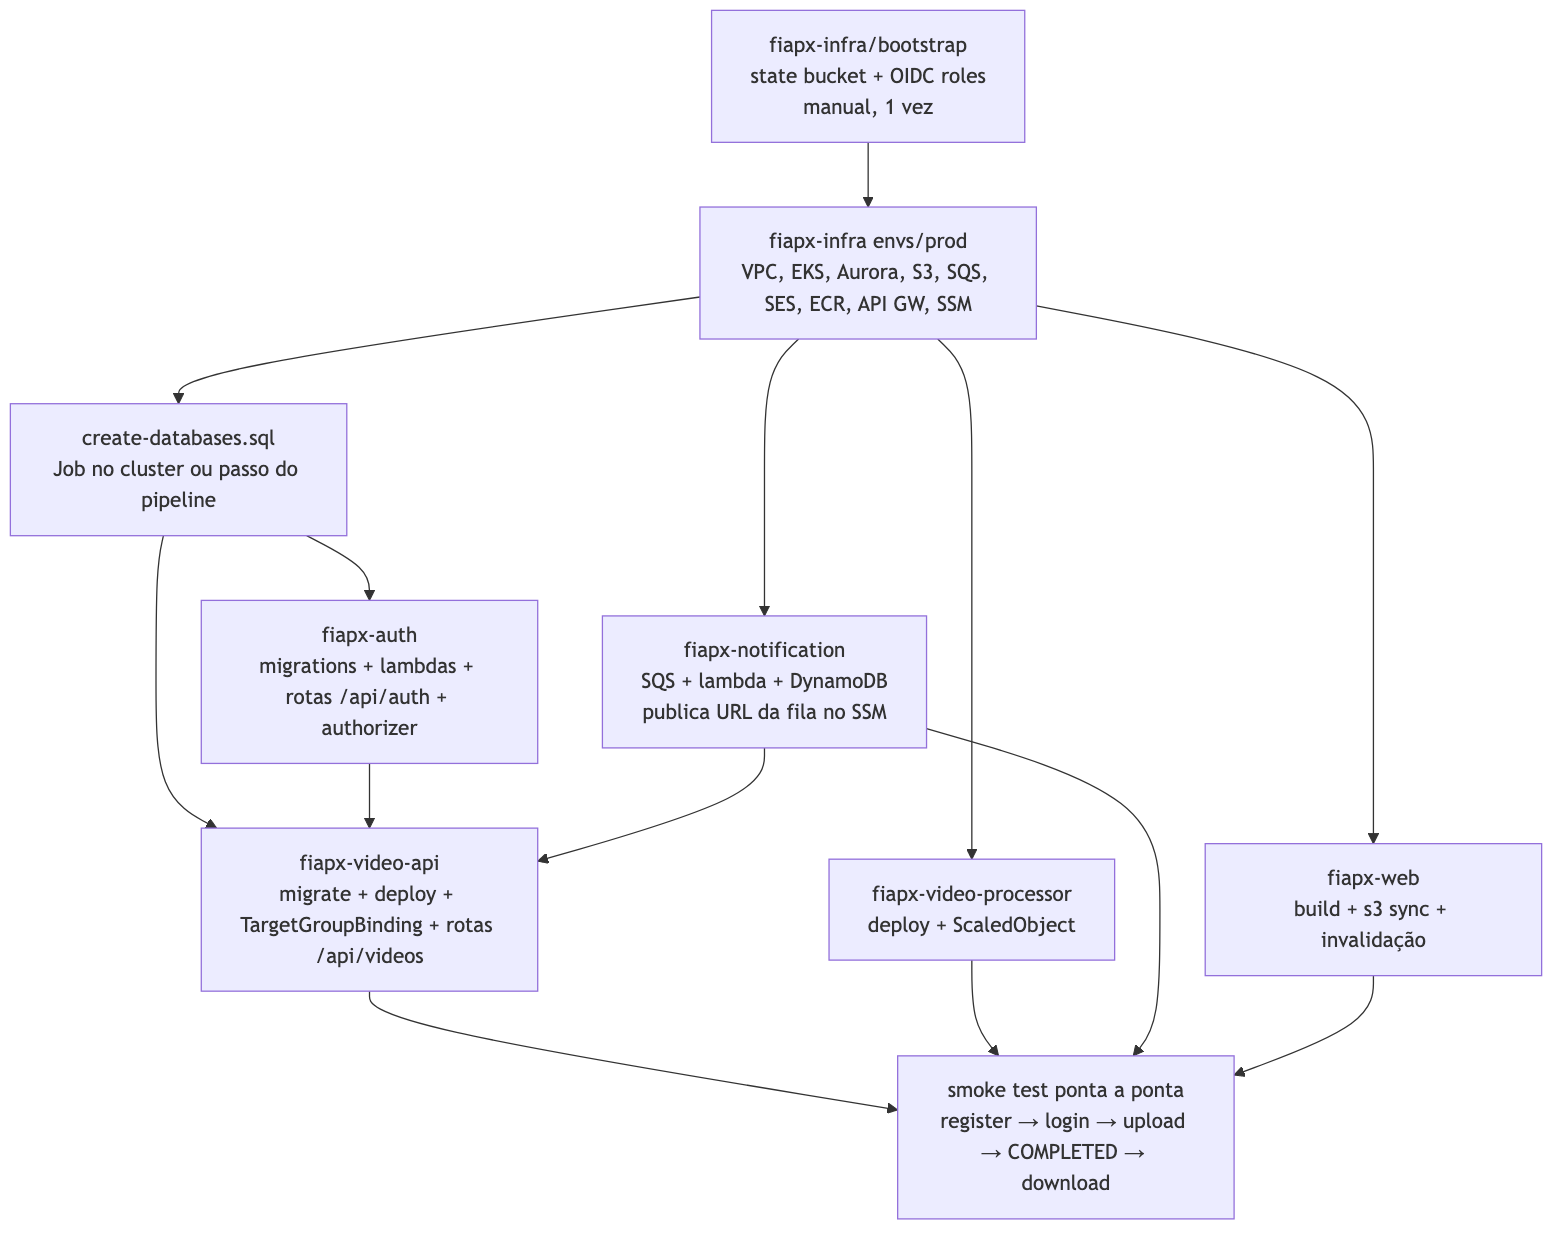 fiapx-infra/bootstrap
state bucket + OIDC roles
manual, 1 vez
fiapx-infra envs/prod
VPC, EKS, Aurora, S3, SQS,
SES, ECR, API GW, SSM
create-databases.sql
Job no cluster ou passo do
pipeline
fiapx-auth
migrations + lambdas +
rotas /api/auth +
authorizer
fiapx-notification
SQS + lambda + DynamoDB
publica URL da fila no SSM
fiapx-video-api
migrate + deploy +
TargetGroupBinding + rotas
/api/videos
fiapx-video-processor
deploy + ScaledObject
fiapx-web
build + s3 sync +
invalidação
smoke test ponta a ponta
register → login → upload
→ COMPLETED →
download